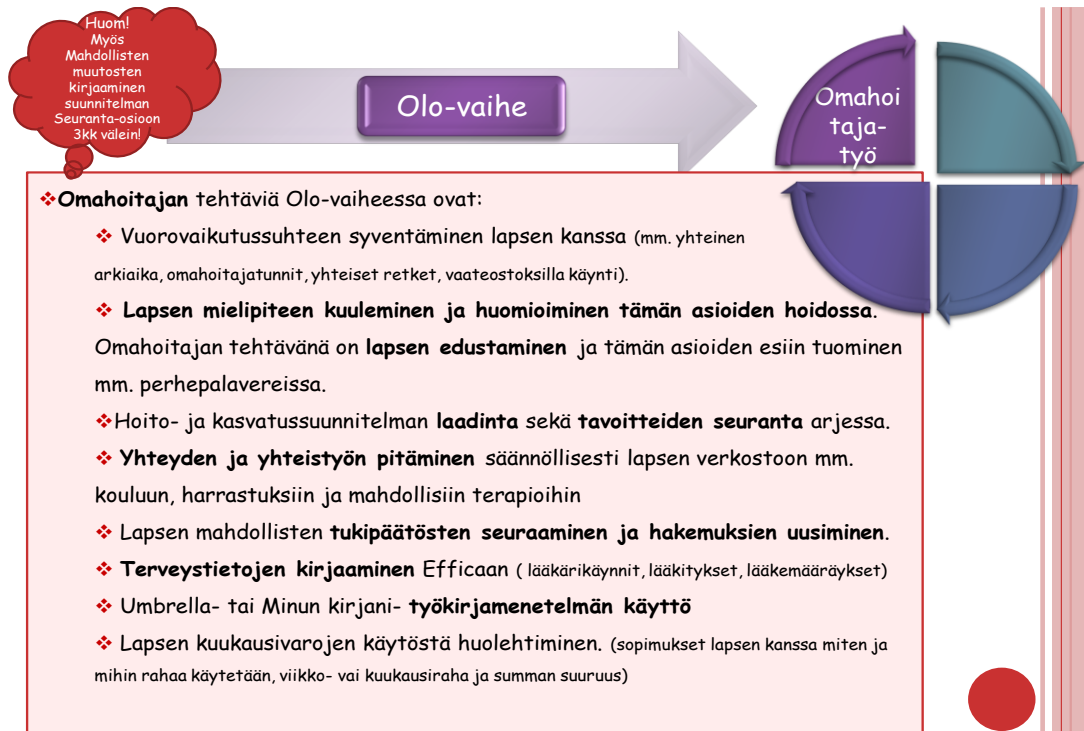 Huom!
Myös
Mahdollisten
muutosten
kirjaaminen
suunnitelman
Seuranta-osioon
3kk välein!
Olo-vaihe
Omahoi
taja-
työ
❖Omahoitajan tehtäviä Olo-vaiheessa ovat:
❖ Vuorovaikutussuhteen syventäminen lapsen kanssa (mm. yhteinen
arkiaika, omahoitajatunnit, yhteiset retket, vaateostoksilla käynti).
❖ Lapsen mielipiteen kuuleminen ja huomioiminen tämän asioiden hoidossa.
Omahoitajan tehtävänä on lapsen edustaminen ja tämän asioiden esiin tuominen
mm. perhepalavereissa.
❖Hoito- ja kasvatussuunnitelman laadinta sekä tavoitteiden seuranta arjessa.
❖ Yhteyden ja yhteistyön pitäminen säännöllisesti lapsen verkostoon mm.
kouluun, harrastuksiin ja mahdollisiin terapioihin
❖ Lapsen mahdollisten tukipäätösten seuraaminen ja hakemuksien uusiminen.
❖ Terveystietojen kirjaaminen Efficaan ( lääkärikäynnit, lääkitykset, lääkemääräykset)
❖ Umbrella- tai Minun kirjani- työkirjamenetelmän käyttö
❖ Lapsen kuukausivarojen käytöstä huolehtiminen. (sopimukset lapsen kanssa miten ja
mihin rahaa käytetään, viikko- vai kuukausiraha ja summan suuruus)